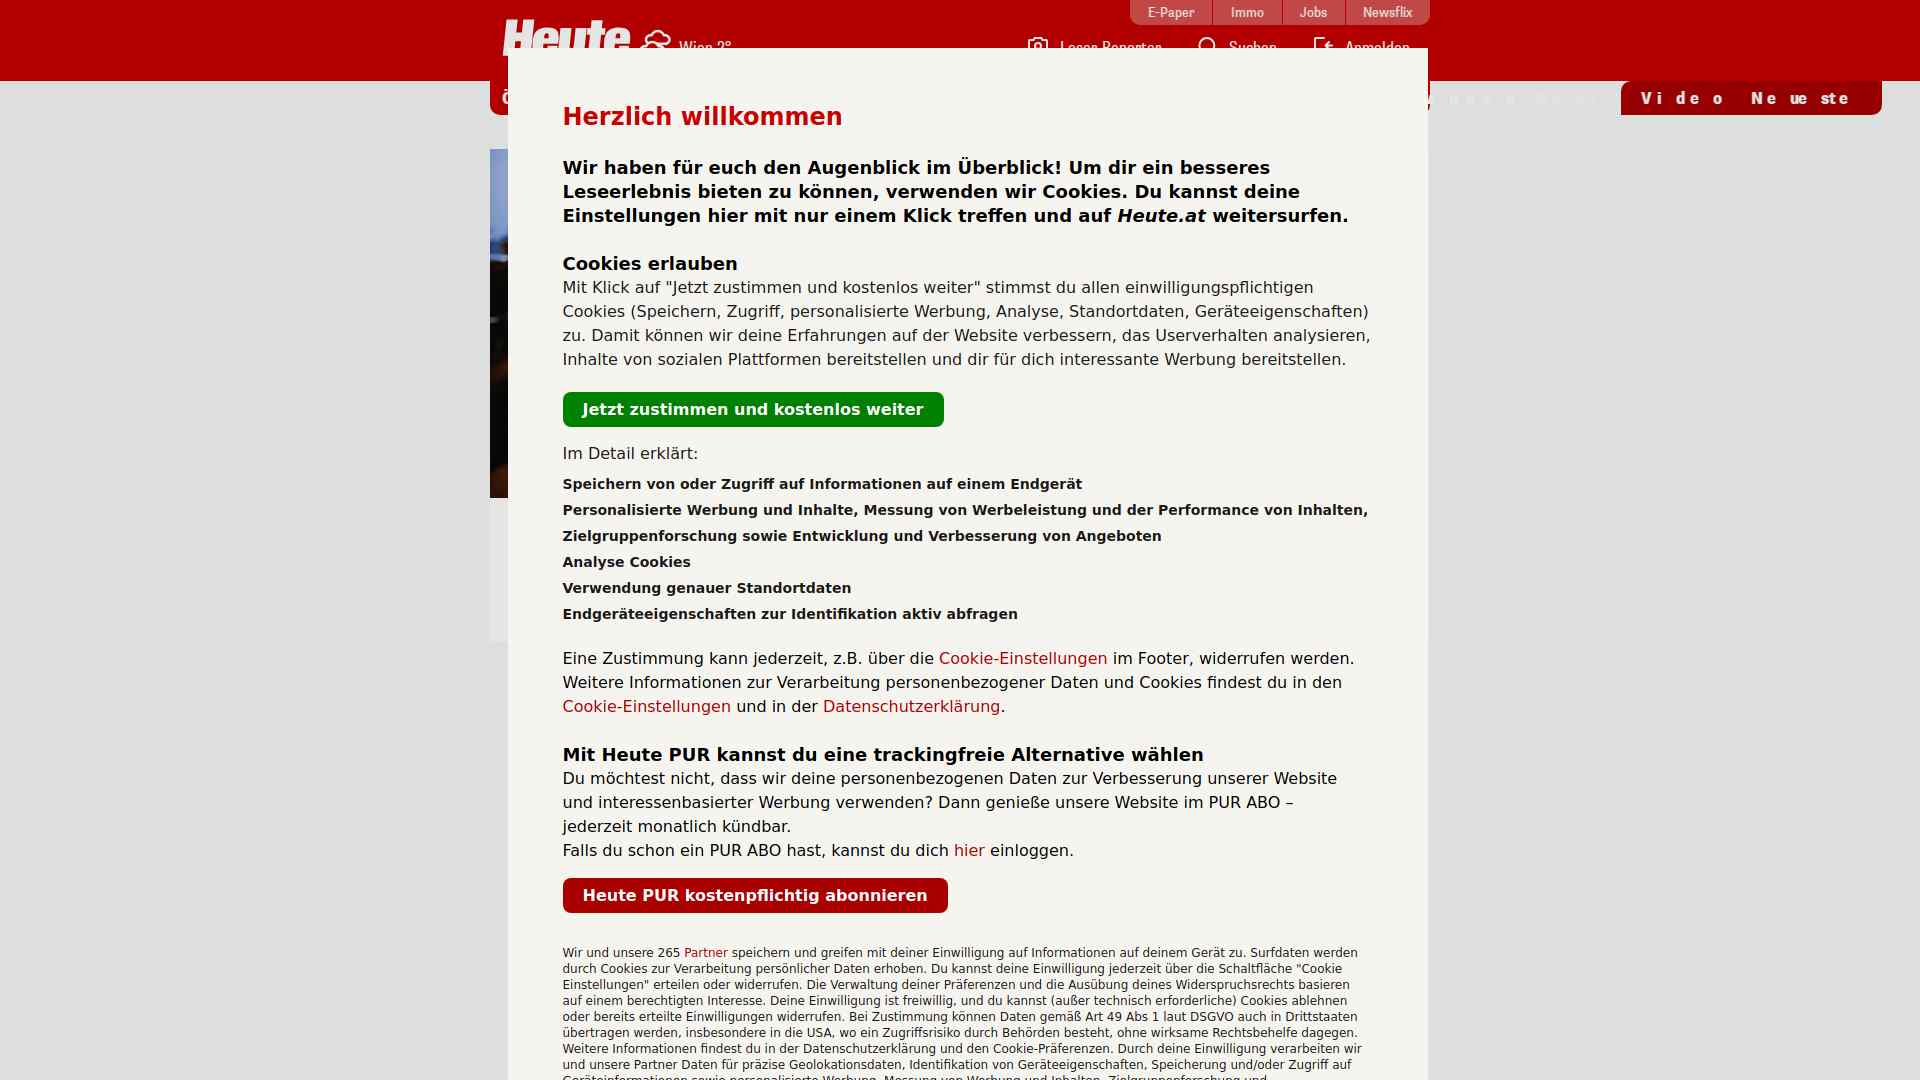 E-Paper Immo Jobs Newsflix
Heute Wien 2° Leser-Reporter Suchen Anmelden
Video Neueste
Herzlich willkommen
Wir haben für euch den Augenblick im Überblick! Um dir ein besseres
Leseerlebnis bieten zu können, verwenden wir Cookies. Du kannst deine
Einstellungen hier mit nur einem Klick treffen und auf Heute.at weitersurfen.
Cookies erlauben
Mit Klick auf "Jetzt zustimmen und kostenlos weiter" stimmst du allen einwilligungspflichtigen
Cookies (Speichern, Zugriff, personalisierte Werbung, Analyse, Standortdaten, Geräteeigenschaften)
zu. Damit können wir deine Erfahrungen auf der Website verbessern, das Userverhalten analysieren,
Inhalte von sozialen Plattformen bereitstellen und dir für dich interessante Werbung bereitstellen.
Jetzt zustimmen und kostenlos weiter
Im Detail erklärt:
Speichern von oder Zugriff auf Informationen auf einem Endgerät
Personalisierte Werbung und Inhalte, Messung von Werbeleistung und der Performance von Inhalten,
Zielgruppenforschung sowie Entwicklung und Verbesserung von Angeboten
Analyse Cookies
Verwendung genauer Standortdaten
Endgeräteeigenschaften zur Identifikation aktiv abfragen
Eine Zustimmung kann jederzeit, z.B. über die Cookie-Einstellungen im Footer, widerrufen werden.
Weitere Informationen zur Verarbeitung personenbezogener Daten und Cookies findest du in den
Cookie-Einstellungen und in der Datenschutzerklärung.
Mit Heute PUR kannst du eine trackingfreie Alternative wählen
Du möchtest nicht, dass wir deine personenbezogenen Daten zur Verbesserung unserer Website
und interessenbasierter Werbung verwenden? Dann genieße unsere Website im PUR ABO –
jederzeit monatlich kündbar.
Falls du schon ein PUR ABO hast, kannst du dich hier einloggen.
Heute PUR kostenpflichtig abonnieren
Wir und unsere 265 Partner speichern und greifen mit deiner Einwilligung auf Informationen auf deinem Gerät zu. Surfdaten werden
durch Cookies zur Verarbeitung persönlicher Daten erhoben. Du kannst deine Einwilligung jederzeit über die Schaltfläche "Cookie
Einstellungen" erteilen oder widerrufen. Die Verwaltung deiner Präferenzen und die Ausübung deines Widerspruchsrechts basieren
auf einem berechtigten Interesse. Deine Einwilligung ist freiwillig, und du kannst (außer technisch erforderliche) Cookies ablehnen
oder bereits erteilte Einwilligungen widerrufen. Bei Zustimmung können Daten gemäß Art 49 Abs 1 laut DSGVO auch in Drittstaaten
übertragen werden, insbesondere in die USA, wo ein Zugriffsrisiko durch Behörden besteht, ohne wirksame Rechtsbehelfe dagegen.
Weitere Informationen findest du in der Datenschutzerklärung und den Cookie-Präferenzen. Durch deine Einwilligung verarbeiten wir
und unsere Partner Daten für präzise Geolokationsdaten, Identifikation von Geräteeigenschaften, Speicherung und/oder Zugriff auf
Geräteinformationen sowie personalisierte Werbung, Messung von Werbung und Inhalten, Zielgruppenforschung und